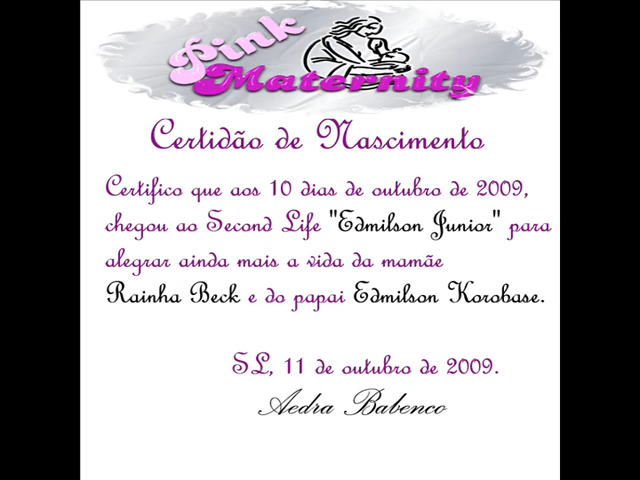 Pink
Maternity
Certidão de Nascimento
Certifico que aos 10 dias de outubro de 2009,
chegou ao Second Life "Edmilson Junior" para
alegrar ainda mais a vida da mamãe
Rainha Beck e do papai Edmilson Korobase.
SL, 11 de outubro de 2009.
Aedra Babenco